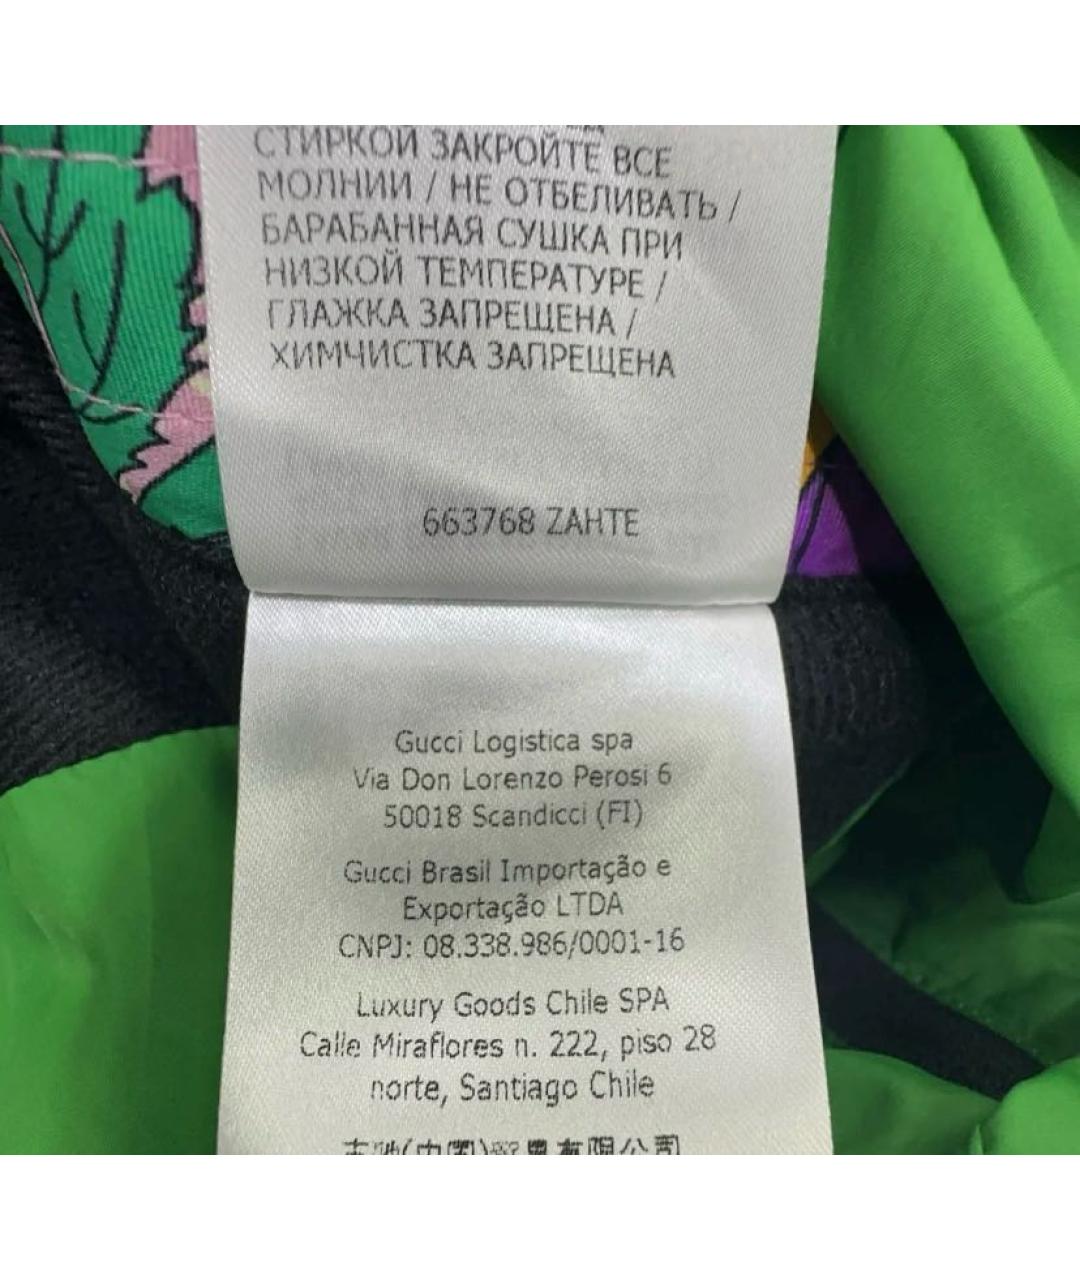 СТИРКОЙ ЗАКРОЙТЕ ВСЕ
МОЛНИИ / НЕ ОТБЕЛИВАТЬ /
БАРАБАННАЯ СУШКА ПРИ
НИЗКОЙ ТЕМПЕРАТУРЕ /
ГЛАЖКА ЗАПРЕЩЕНА /
ХИМЧИСТКА ЗАПРЕЩЕНА
663768 ZAHTE
Gucci Logistica spa
Via Don Lorenzo Perosi 6
50018 Scandicci (FI)
Gucci Brasil Importação e
Exportação LTDA
CNPJ: 08.338.986/0001-16
Luxury Goods Chile SPA
Calle Miraflores n. 222, piso 28
norte, Santiago Chile